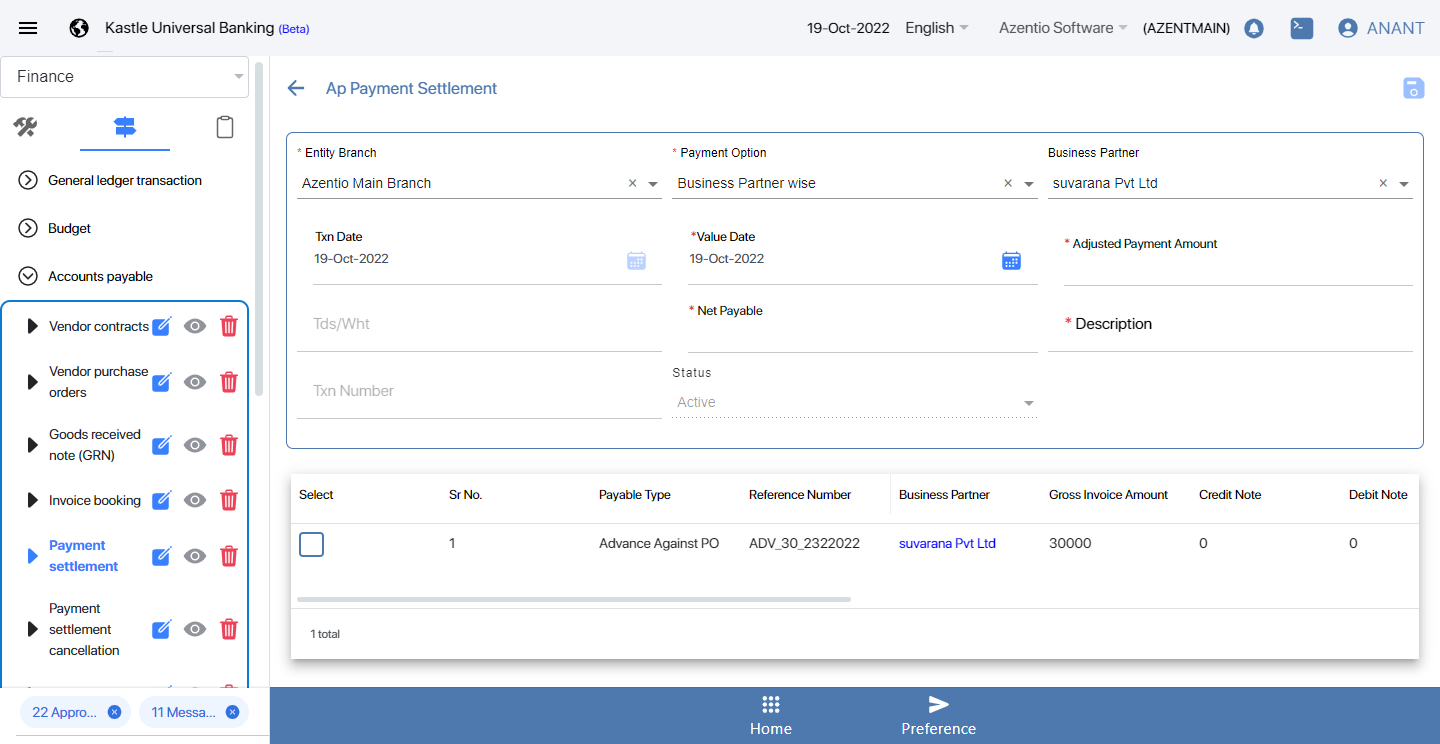 Kastle Universal Banking (Beta)
19-Oct-2022 English Azentio Software (AZENTMAIN) ANANT
Finance
General ledger transaction
Budget
Accounts payable
Vendor contracts
Vendor purchase
orders
Goods received
note (GRN)
Invoice booking
Payment
settlement
Payment
settlement
cancellation
22 Appro... 11 Messa...
Ap Payment Settlement
* Entity Branch * Payment Option Business Partner
Azentio Main Branch × Business Partner wise × suvarana Pvt Ltd ×
Txn Date *Value Date * Adjusted Payment Amount
19-Oct-2022 19-Oct-2022
Tds/Wht * Net Payable * Description
Txn Number Status
Active
Select Sr No. Payable Type Reference Number Business Partner Gross Invoice Amount Credit Note Debit Note
1 Advance Against PO ADV_30_2322022 suvarana Pvt Ltd 30000 0 0
1 total
Home Preference